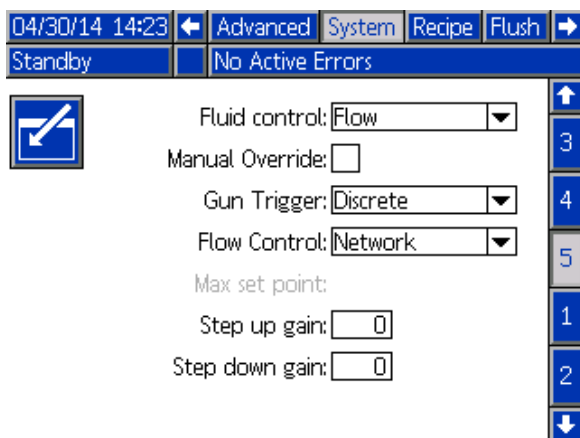 04/30/14 14:23 Advanced System Recipe Flush
Standby No Active Errors
Fluid control: Flow
3
Manual Override:
Gun Trigger: Discrete
4
Flow Control: Network
5
Max set point:
Step up gain: 0
1
Step down gain: 0
2